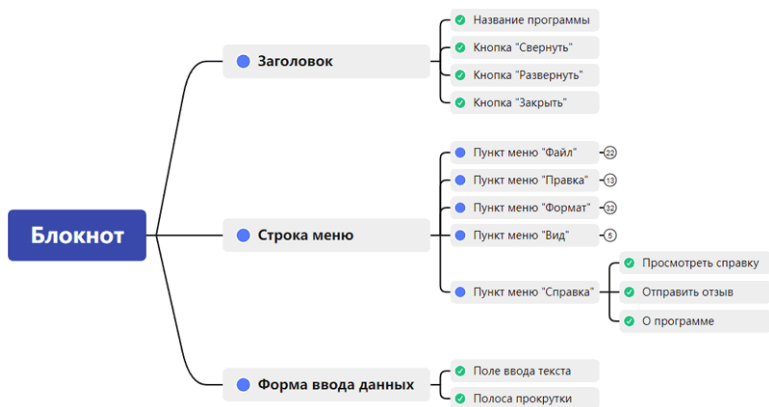 Блокнот
Заголовок
Название программы
Кнопка "Свернуть"
Кнопка "Развернуть"
Кнопка "Закрыть"
Строка меню
Пункт меню "Файл" 22
Пункт меню "Правка" 13
Пункт меню "Формат" 32
Пункт меню "Вид" 5
Пункт меню "Справка"
Просмотреть справку
Отправить отзыв
О программе
Форма ввода данных
Поле ввода текста
Полоса прокрутки